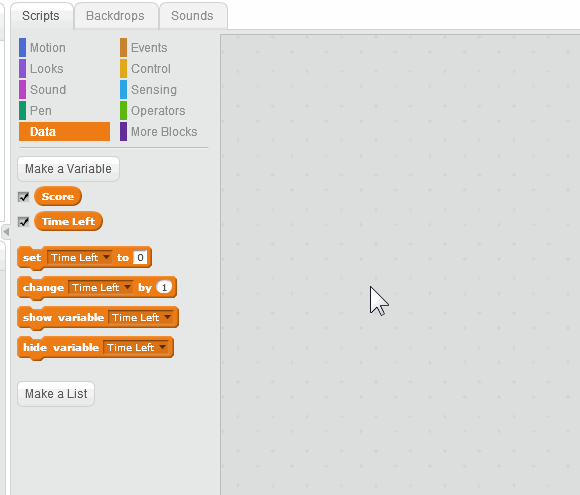 Scripts Backdrops Sounds
Motion Events
Looks Control
Sound Sensing
Pen Operators
Data More Blocks
Make a Variable
Score
Time Left
set Time Left to 0
change Time Left by 1
show variable Time Left
hide variable Time Left
Make a List